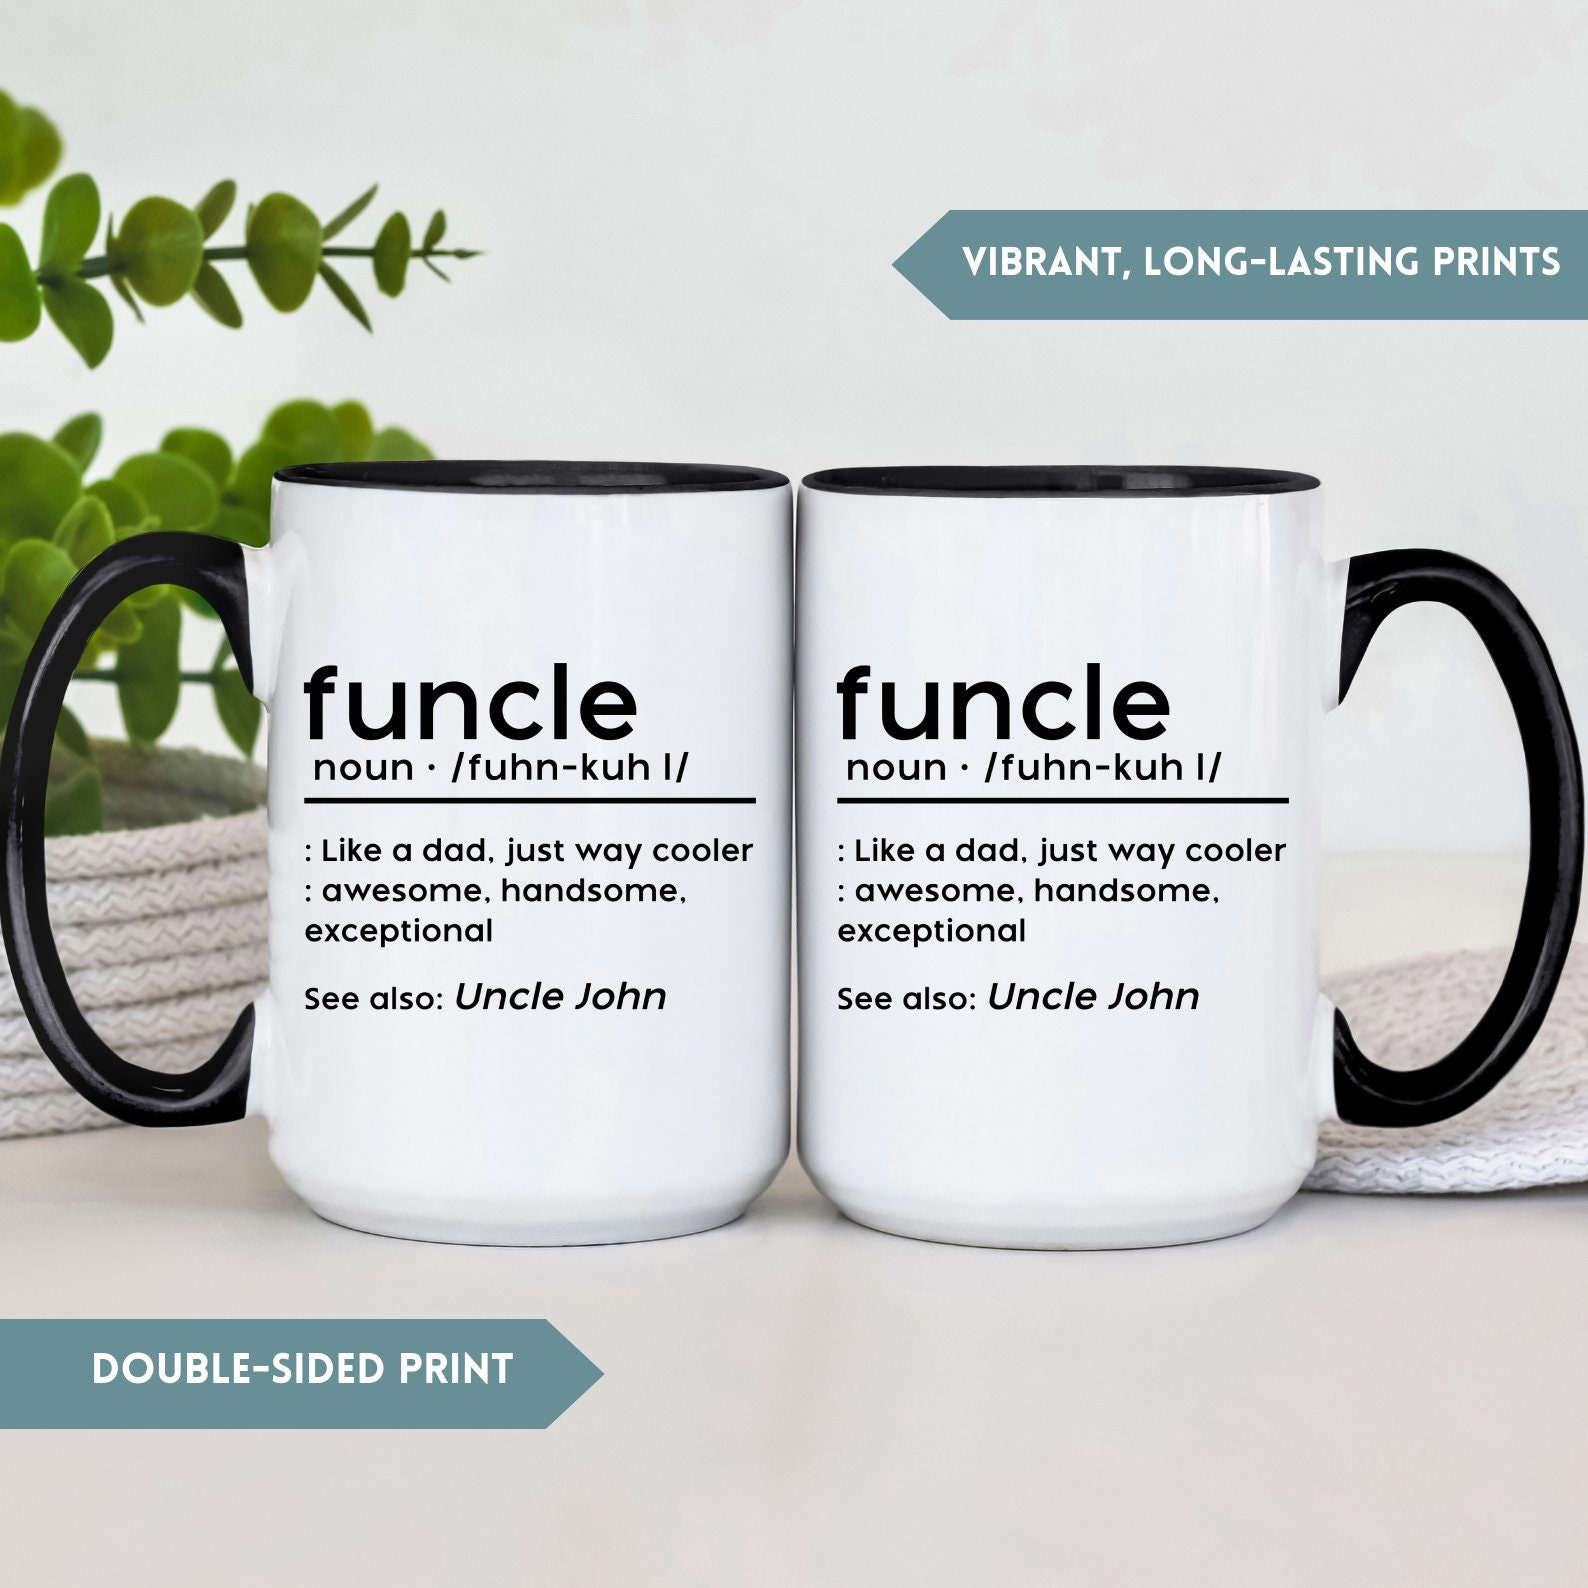 VIBRANT, LONG-LASTING PRINTS
funcle
noun · /fuhn-kuh l/
: Like a dad, just way cooler
: awesome, handsome,
exceptional
See also: Uncle John
funcle
noun · /fuhn-kuh l/
: Like a dad, just way cooler
: awesome, handsome,
exceptional
See also: Uncle John
DOUBLE-SIDED PRINT